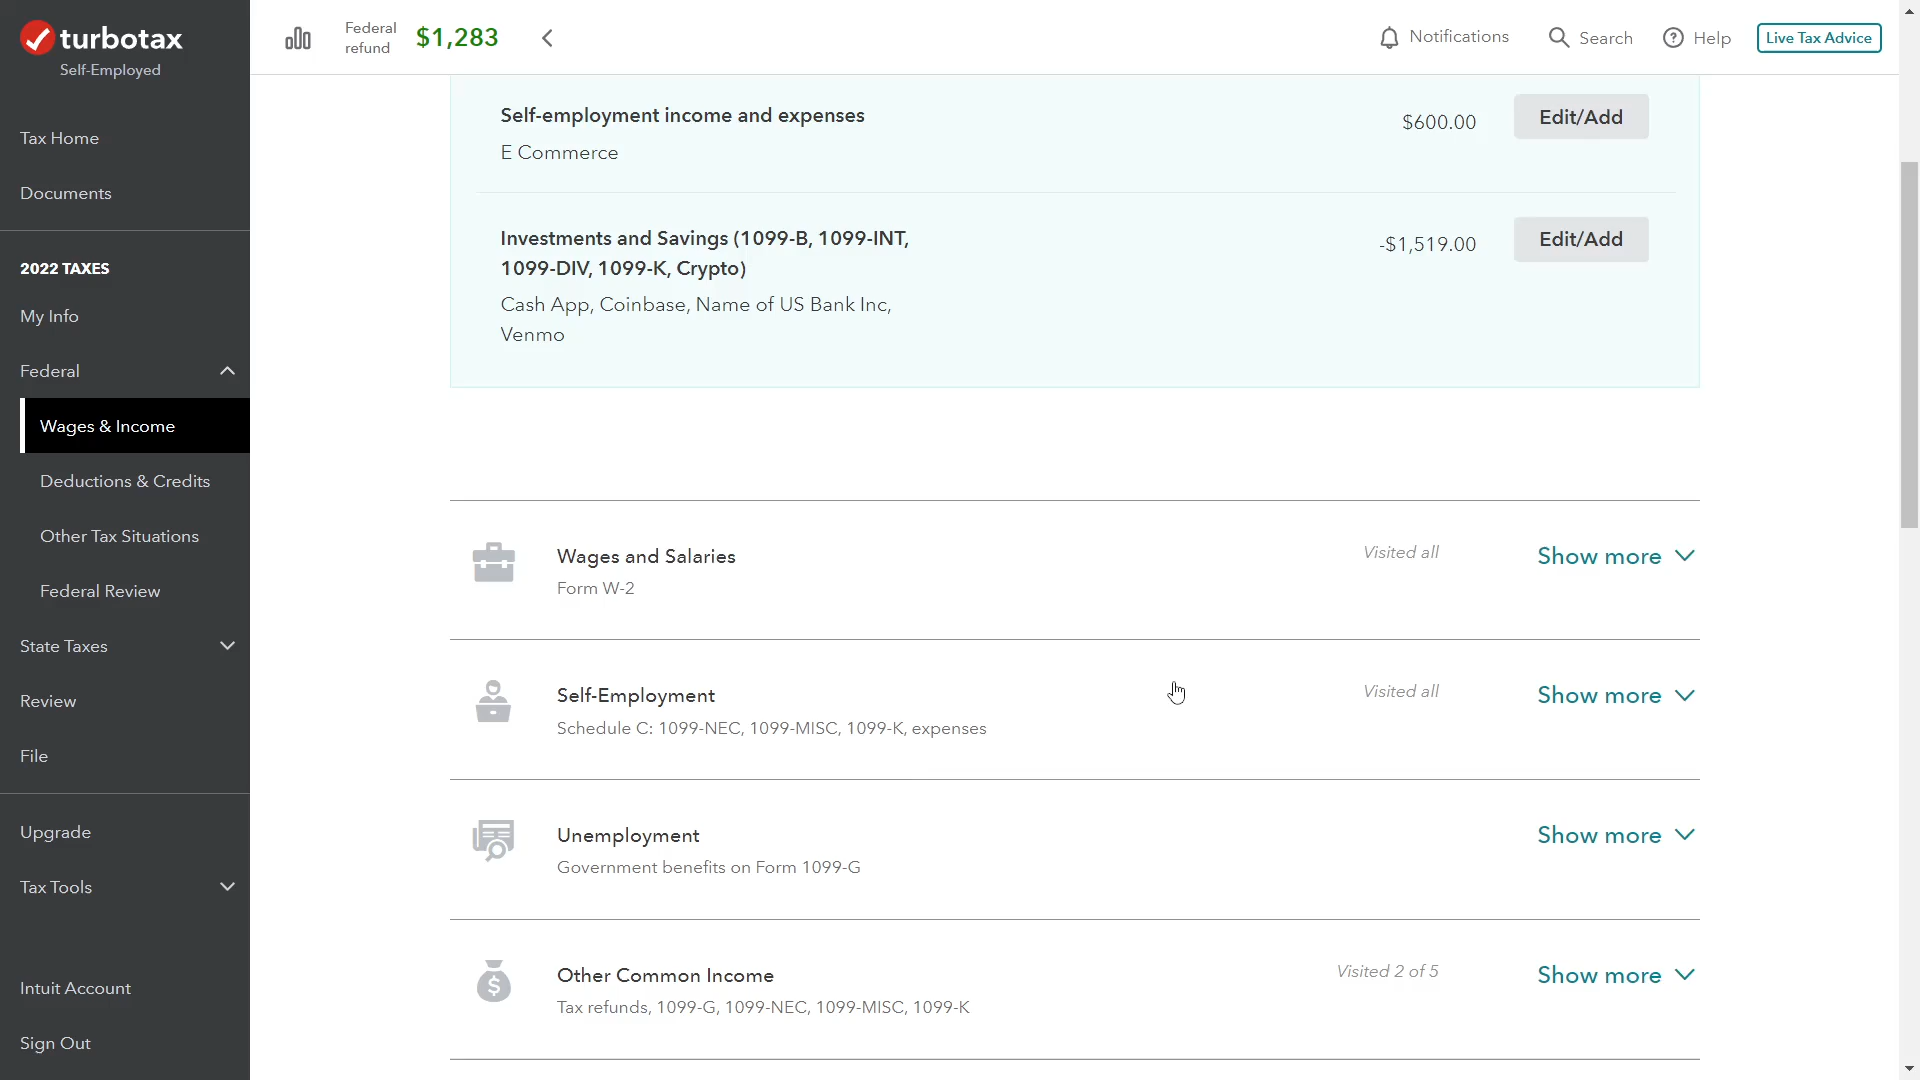 turbotax
Self-Employed
Tax Home
Documents
2022 TAXES
My Info
Federal
Wages & Income
Deductions & Credits
Other Tax Situations
Federal Review
State Taxes
Review
File
Upgrade
Tax Tools
Intuit Account
Sign Out
Federal
refund
$1,283
Notifications
Search
Help
Live Tax Advice
Self-employment income and expenses
$600.00
Edit/Add
E Commerce
Investments and Savings (1099-B, 1099-INT,
1099-DIV, 1099-K, Crypto)
-$1,519.00
Edit/Add
Cash App, Coinbase, Name of US Bank Inc,
Venmo
Wages and Salaries
Visited all
Show more
Form W-2
Self-Employment
Visited all
Show more
Schedule C: 1099-NEC, 1099-MISC, 1099-K, expenses
Unemployment
Show more
Government benefits on Form 1099-G
Other Common Income
Visited 2 of 5
Show more
Tax refunds, 1099-G, 1099-NEC, 1099-MISC, 1099-K